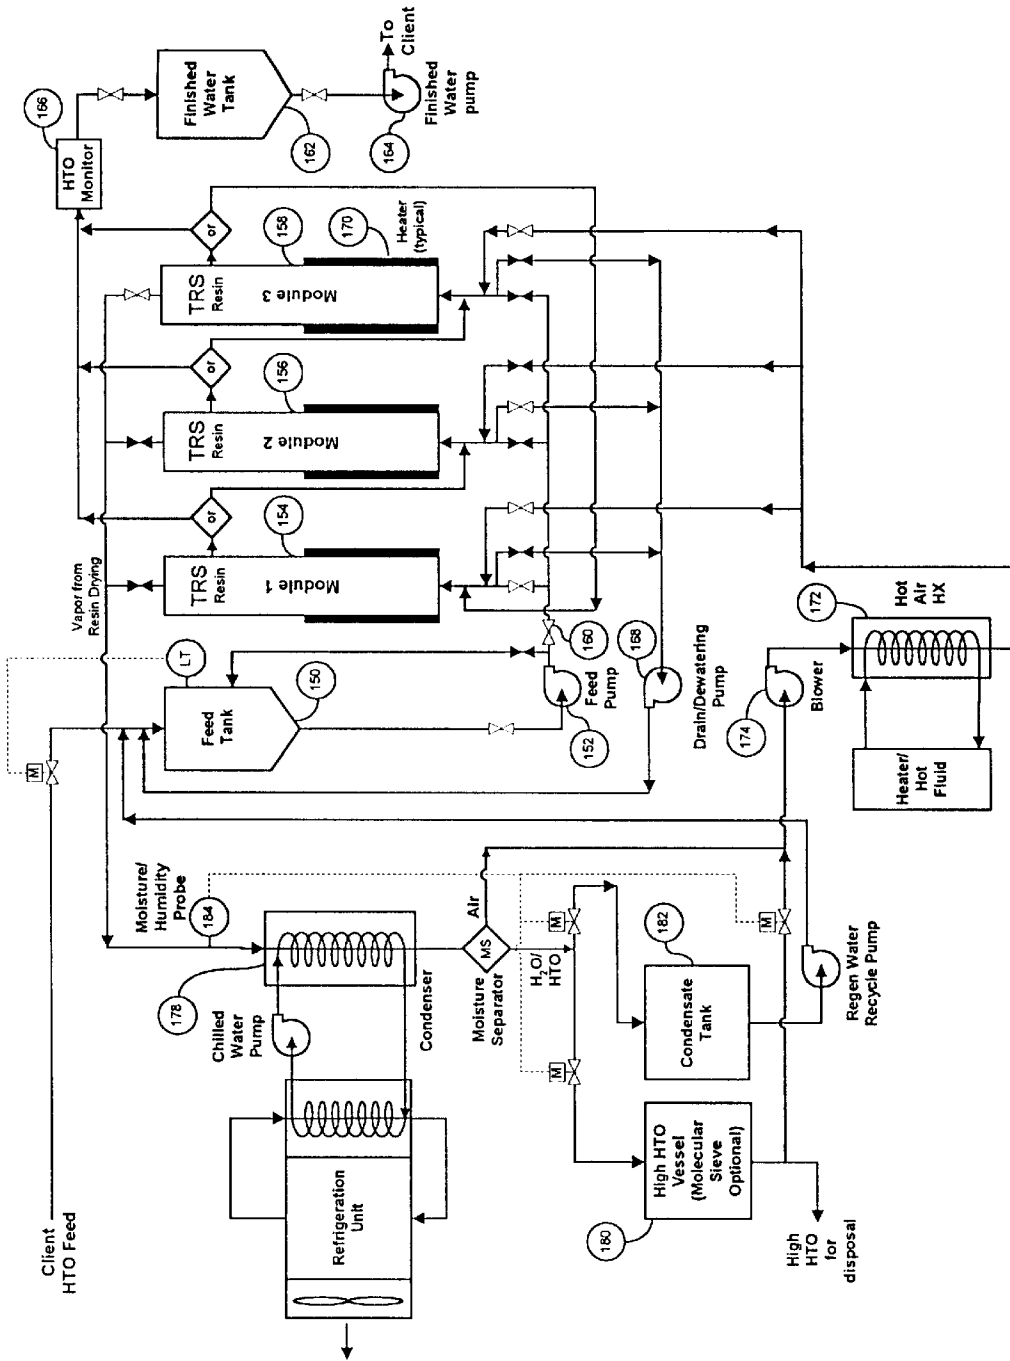 166
HTO
Monitor
Finished
Water
Tank
162
To
Client
164
Finished
Water
pump
or
158
170
Heater
(typical)
TRS
Resin
Module 3
or
156
TRS
Resin
Module 2
or
154
TRS
Resin
Module 1
Vapor from
Resin Drying
LT
150
Feed
Tank
M
160
Feed
Pump
152
168
Drain/Dewatering
Pump
172
Hot
Air
HX
174
Blower
Heater/
Hot
Fluid
Moisture/
Humidity
Probe
184
178
Chilled
Water
Pump
Condenser
Air
MS
Moisture
Separator
H2O/
HTO
M
M
M
182
Condensate
Tank
Regen Water
Recycle Pump
Refrigeration
Unit
180
High HTO
Vessel
(Molecular
Sieve
Optional)
High
HTO
for
disposal
Client
HTO Feed